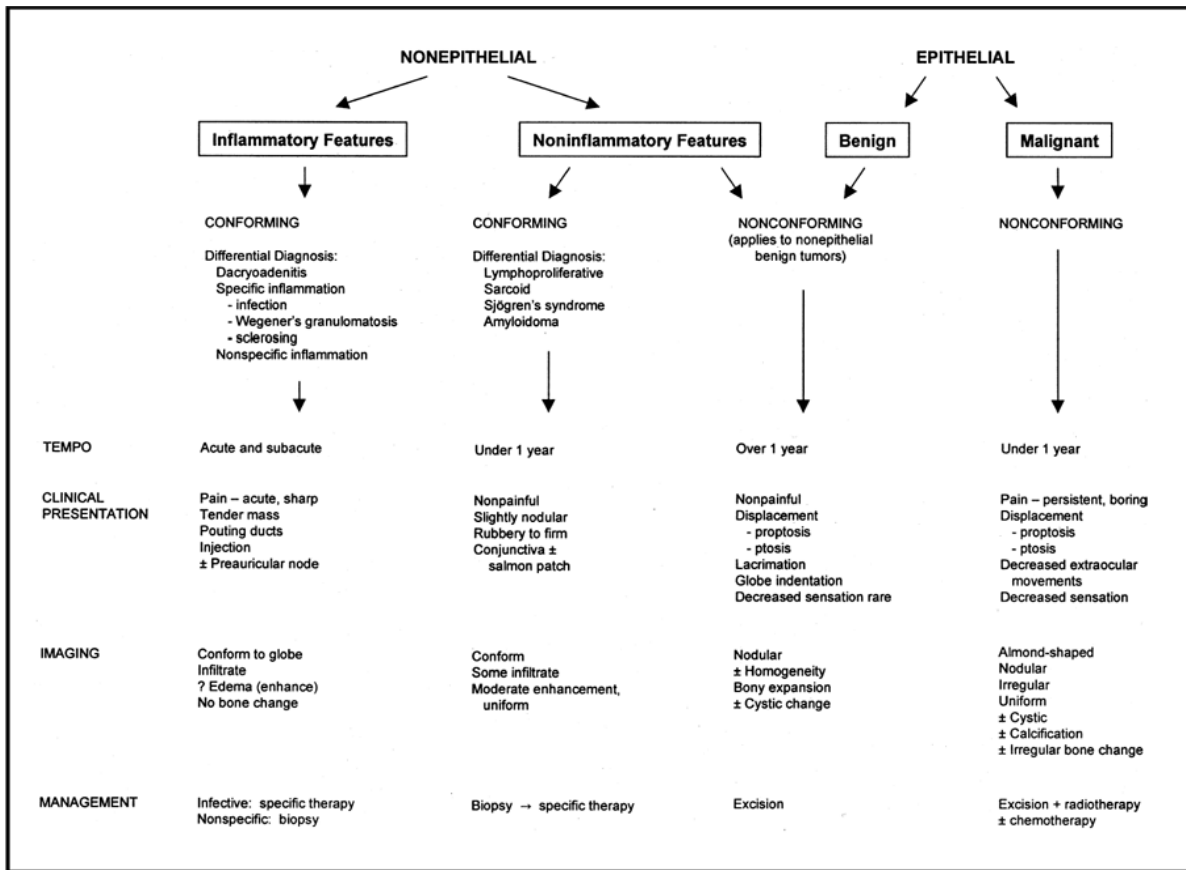 NONEPITHELIAL
EPITHELIAL
Inflammatory Features
Noninflammatory Features
Benign
Malignant
CONFORMING
Differential Diagnosis:
Dacryoadenitis
Specific inflammation
- infection
- Wegener's granulomatosis
- sclerosing
Nonspecific inflammation
CONFORMING
Differential Diagnosis:
Lymphoproliferative
Sarcoid
Sjögren's syndrome
Amyloidoma
NONCONFORMING
(applies to nonepithelial
benign tumors)
NONCONFORMING
TEMPO
Acute and subacute
Under 1 year
Over 1 year
Under 1 year
CLINICAL
PRESENTATION
Pain – acute, sharp
Tender mass
Pouting ducts
Injection
± Preauricular node
Nonpainful
Slightly nodular
Rubbery to firm
Conjunctiva ±
salmon patch
Nonpainful
Displacement
- proptosis
- ptosis
Lacrimation
Globe indentation
Decreased sensation rare
Pain – persistent, boring
Displacement
- proptosis
- ptosis
Decreased extraocular
movements
Decreased sensation
IMAGING
Conform to globe
Infiltrate
? Edema (enhance)
No bone change
Conform
Some infiltrate
Moderate enhancement,
uniform
Nodular
± Homogeneity
Bony expansion
± Cystic change
Almond-shaped
Nodular
Irregular
Uniform
± Cystic
± Calcification
± Irregular bone change
MANAGEMENT
Infective: specific therapy
Nonspecific: biopsy
Biopsy → specific therapy
Excision
Excision + radiotherapy
± chemotherapy